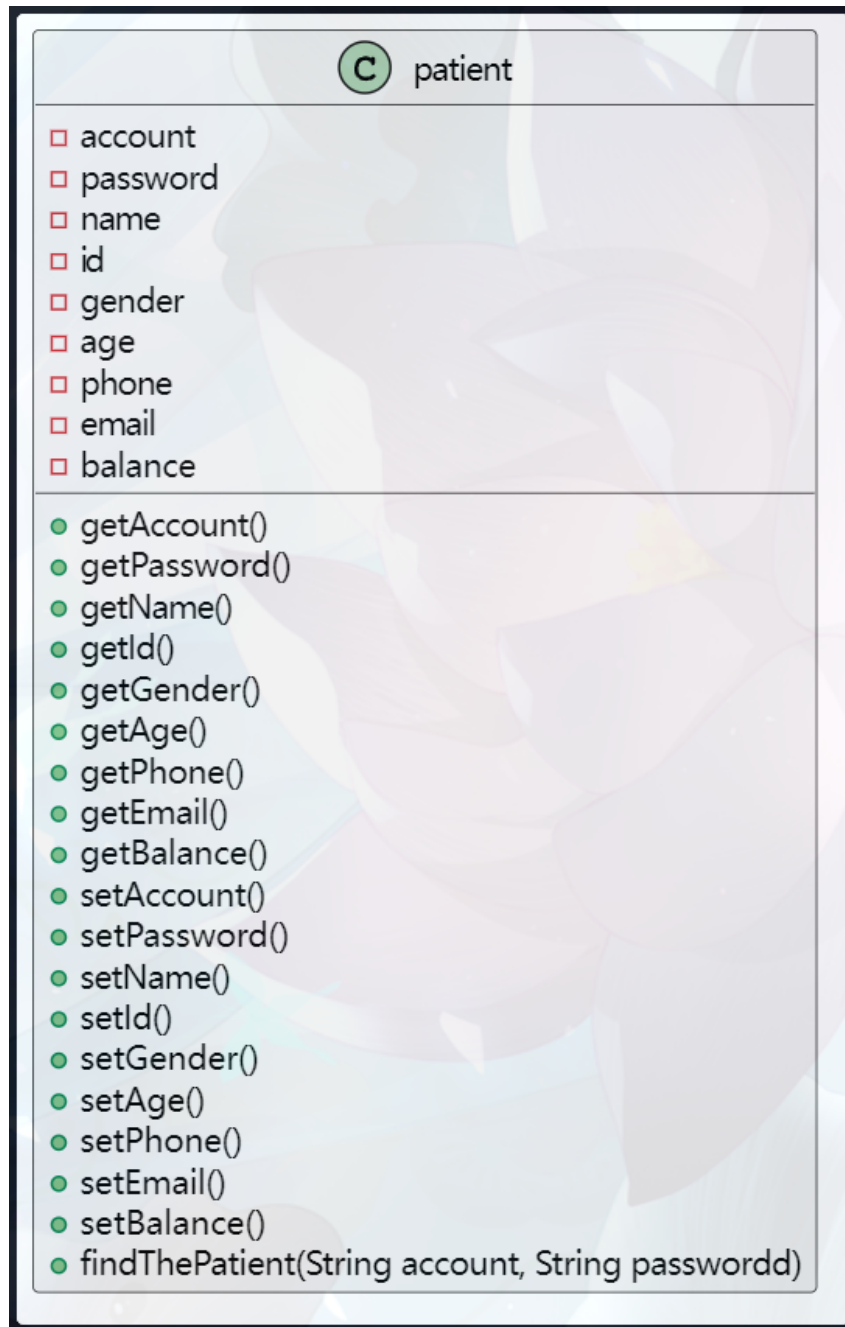 C patient
account
password
name
id
gender
age
phone
email
balance
getAccount()
getPassword()
getName()
getId()
getGender()
getAge()
getPhone()
getEmail()
getBalance()
setAccount()
setPassword()
setName()
setId()
setGender()
setAge()
setPhone()
setEmail()
setBalance()
findThePatient(String account, String passwordd)